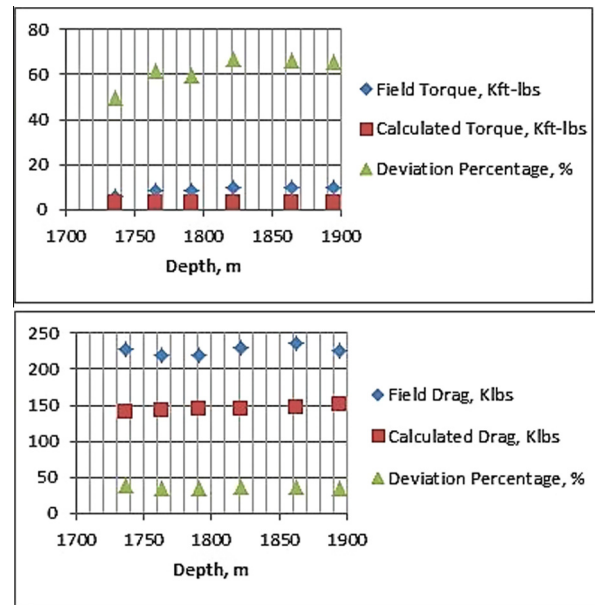 80
60
40
20
0
1700 1750 1800 1850 1900
Depth, m
Field Torque, Kft-lbs
Calculated Torque, Kft-lbs
Deviation Percentage, %
250
200
150
100
50
0
1700 1750 1800 1850 1900
Depth, m
Field Drag, Klbs
Calculated Drag, Klbs
Deviation Percentage, %